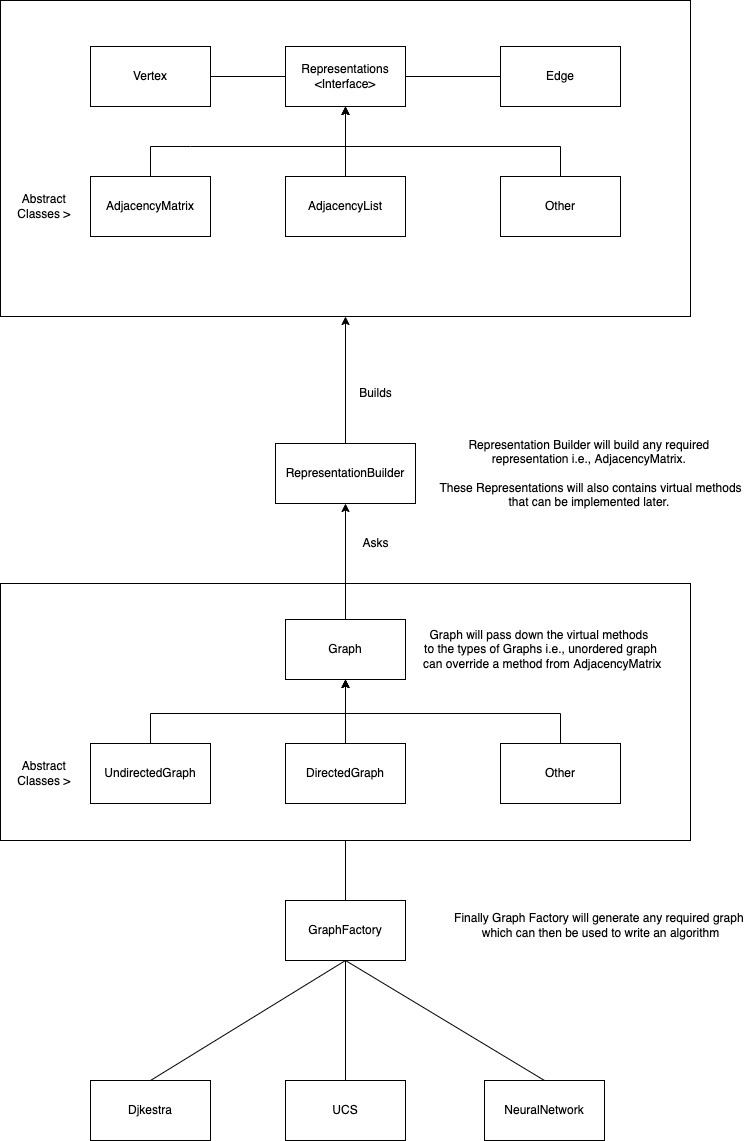 Vertex
Representations
<Interface>
Edge
Abstract
Classes >
AdjacencyMatrix
AdjacencyList
Other
Builds
RepresentationBuilder
Representation Builder will build any required
representation i.e., AdjacencyMatrix.
These Representations will also contains virtual methods
that can be implemented later.
Asks
Graph
Graph will pass down the virtual methods
to the types of Graphs i.e., unordered graph
can override a method from AdjacencyMatrix
Abstract
Classes >
UndirectedGraph
DirectedGraph
Other
GraphFactory
Finally Graph Factory will generate any required graph
which can then be used to write an algorithm
Djkestra
UCS
NeuralNetwork